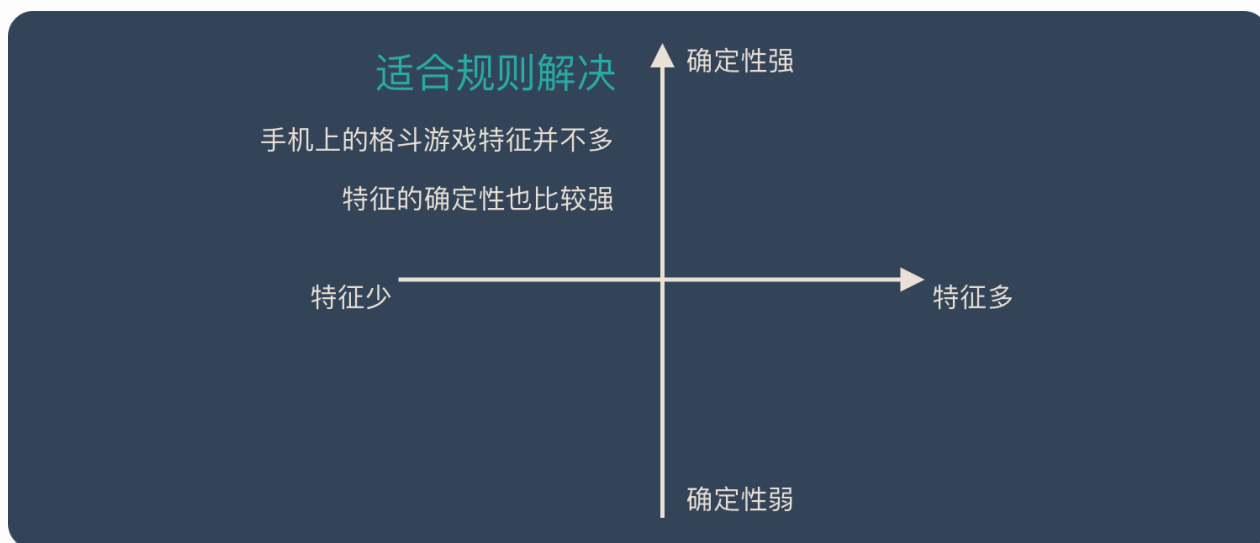 适合规则解决
确定性强
手机上的格斗游戏特征并不多
特征的确定性也比较强
特征少
特征多
确定性弱